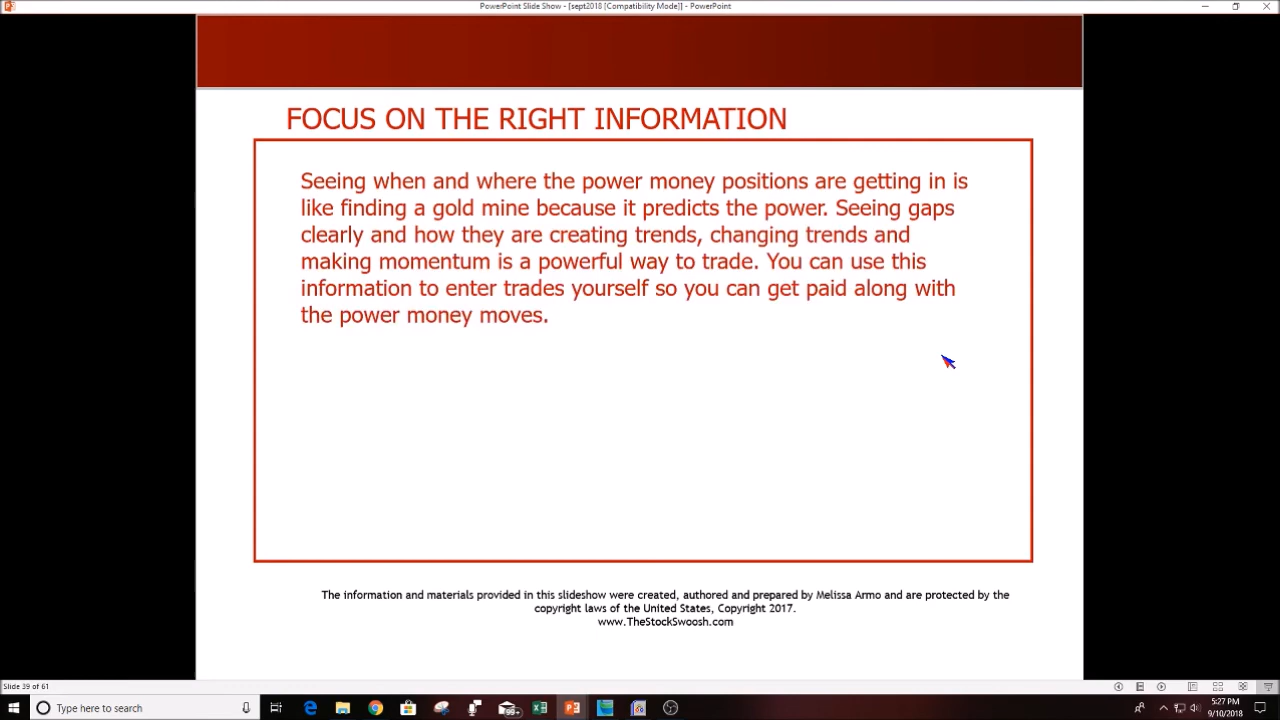 PowerPoint Slide Show - [sept2018 [Compatibility Mode]] - PowerPoint
FOCUS ON THE RIGHT INFORMATION
Seeing when and where the power money positions are getting in is
like finding a gold mine because it predicts the power. Seeing gaps
clearly and how they are creating trends, changing trends and
making momentum is a powerful way to trade. You can use this
information to enter trades yourself so you can get paid along with
the power money moves.
The information and materials provided in this slideshow were created, authored and prepared by Melissa Armo and are protected by the
copyright laws of the United States, Copyright 2017.
www.TheStockSwoosh.com
Slide 39 of 61
Type here to search
99+
5:27 PM
9/10/2018